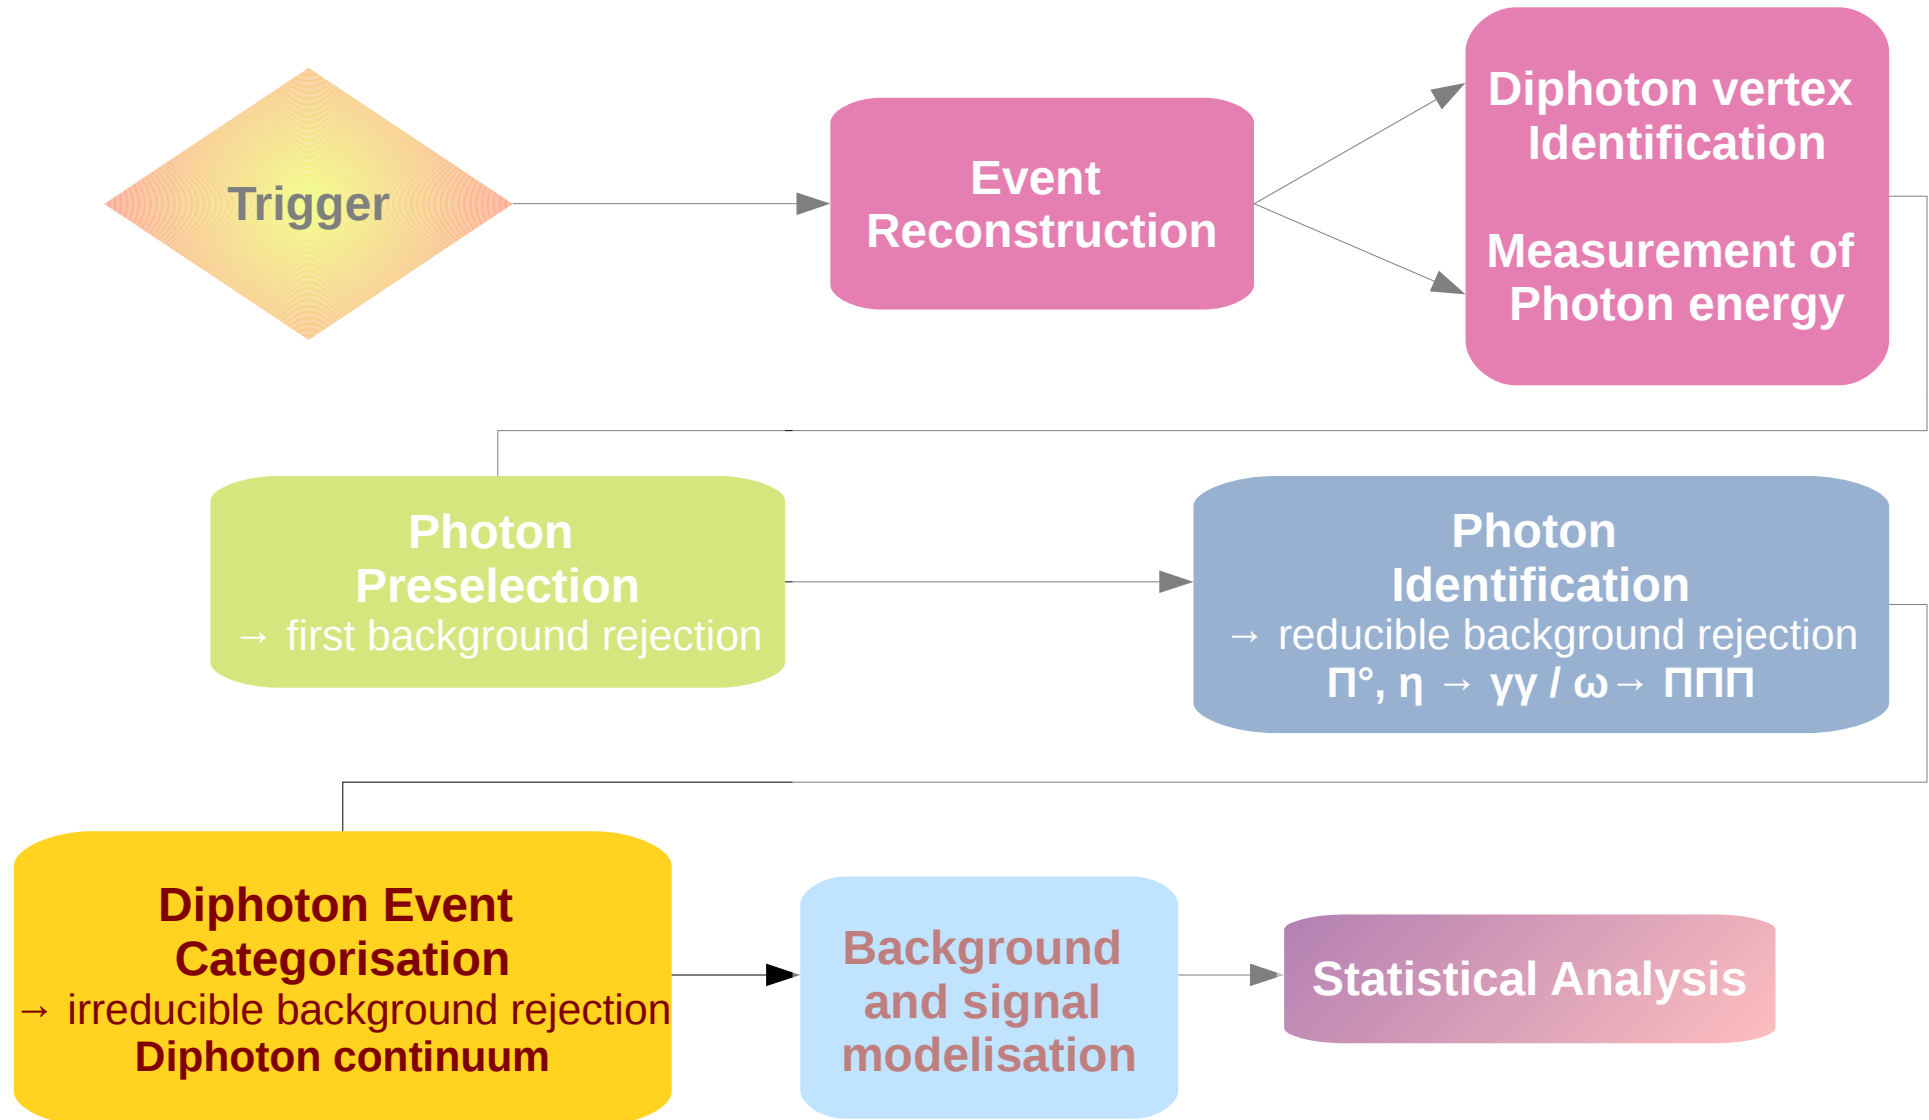 Trigger
Event
Reconstruction
Diphoton vertex
Identification
Measurement of
Photon energy
Photon
Preselection
→ first background rejection
Photon
Identification
→ reducible background rejection
Π°, η → γγ / ω→ ΠΠΠ
Diphoton Event
Categorisation
→ irreducible background rejection
Diphoton continuum
Background
and signal
modelisation
Statistical Analysis